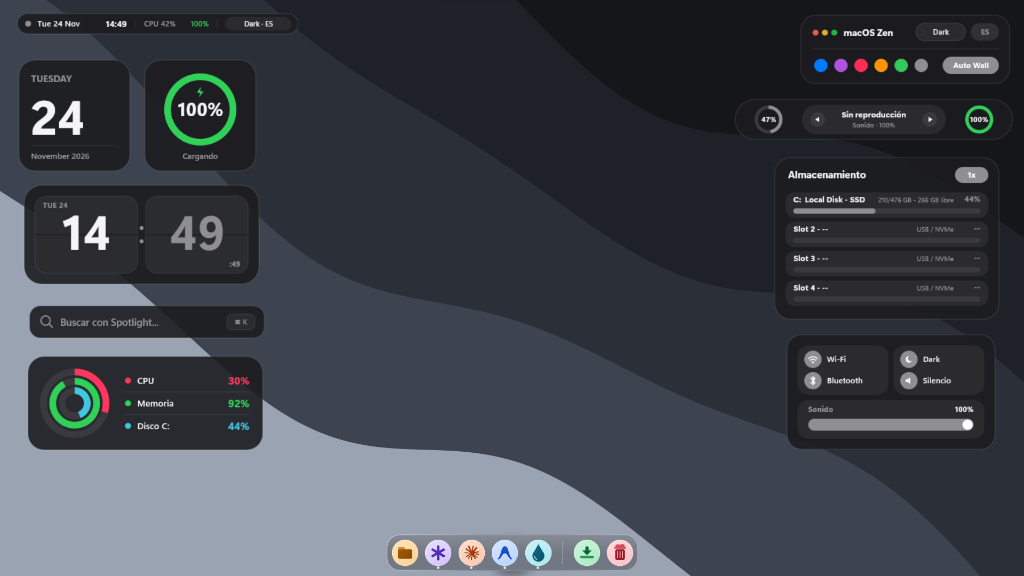 Tue 24 Nov 14:49 CPU 42% 100% Dark · ES
TUESDAY
24
November 2026
100%
Cargando
TUE 24
14 : 49
:49
Buscar con Spotlight... ⌘ K
CPU 30%
Memoria 92%
Disco C: 44%
macOS Zen Dark ES
Auto Wall
47%
Sin reproducción
Sonido · 100%
100%
Almacenamiento 1x
C: Local Disk - SSD 210/476 GB - 266 GB libre 44%
Slot 2 - -- USB / NVMe --
Slot 3 - -- USB / NVMe --
Slot 4 - -- USB / NVMe --
Wi-Fi Dark
Bluetooth Silencio
Sonido 100%